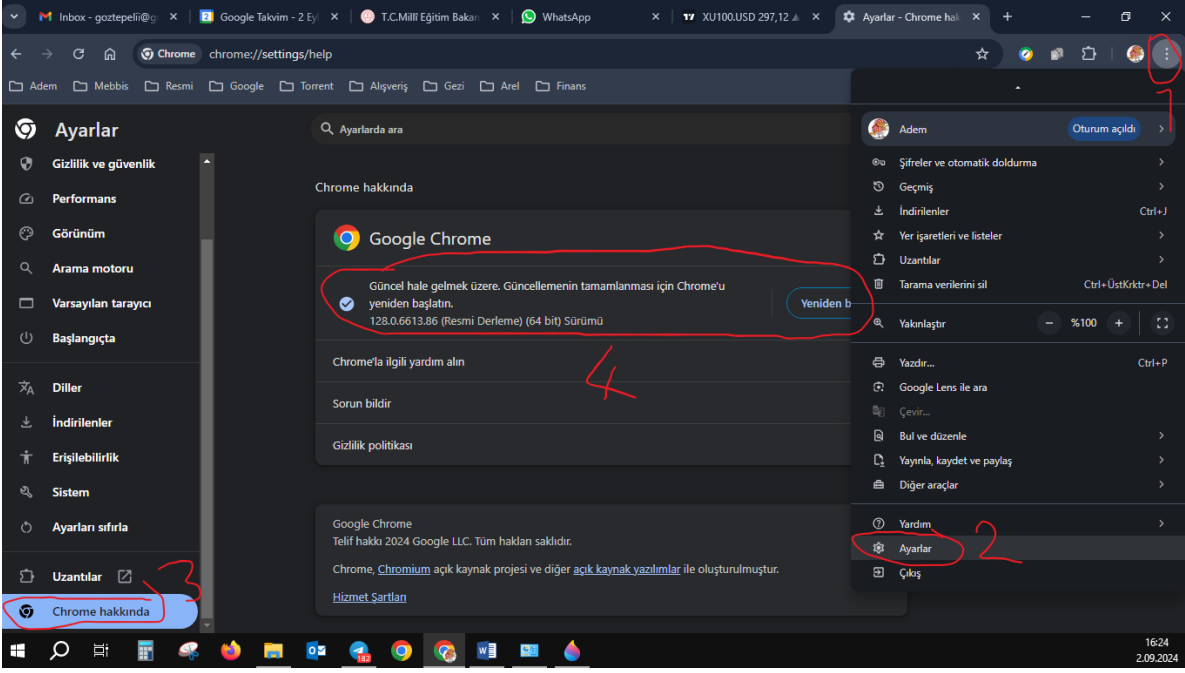 Inbox - goztepelii@g
Google Takvim - 2 Eyl
T.C.Millî Eğitim Bakan
WhatsApp
XU100.USD 297,12
Ayarlar - Chrome hak
Chrome
chrome://settings/help
Adem
Mebbis
Resmi
Google
Torrent
Alışveriş
Gezi
Arel
Finans
1
Ayarlar
Ayarlarda ara
Gizlilik ve güvenlik
Performans
Görünüm
Arama motoru
Varsayılan tarayıcı
Başlangıçta
Diller
İndirilenler
Erişilebilirlik
Sistem
Ayarları sıfırla
Uzantılar
3
Chrome hakkında
Chrome hakkında
Google Chrome
Güncel hale gelmek üzere. Güncellemenin tamamlanması için Chrome'u
yeniden başlatın.
128.0.6613.86 (Resmi Derleme) (64 bit) Sürümü
Yeniden b
4
Chrome'la ilgili yardım alın
Sorun bildir
Gizlilik politikası
Google Chrome
Telif hakkı 2024 Google LLC. Tüm hakları saklıdır.
Chrome, Chromium açık kaynak projesi ve diğer açık kaynak yazılımlar ile oluşturulmuştur.
Hizmet Şartları
Adem
Oturum açıldı
Şifreler ve otomatik doldurma
Geçmiş
İndirilenler Ctrl+J
Yer işaretleri ve listeler
Uzantılar
Tarama verilerini sil Ctrl+ÜstKrktr+Del
Yakınlaştır - %100 +
Yazdır... Ctrl+P
Google Lens ile ara
Çevir...
Bul ve düzenle
Yayınla, kaydet ve paylaş
Diğer araçlar
Yardım
Ayarlar
2
Çıkış
182
16:24
2.09.2024